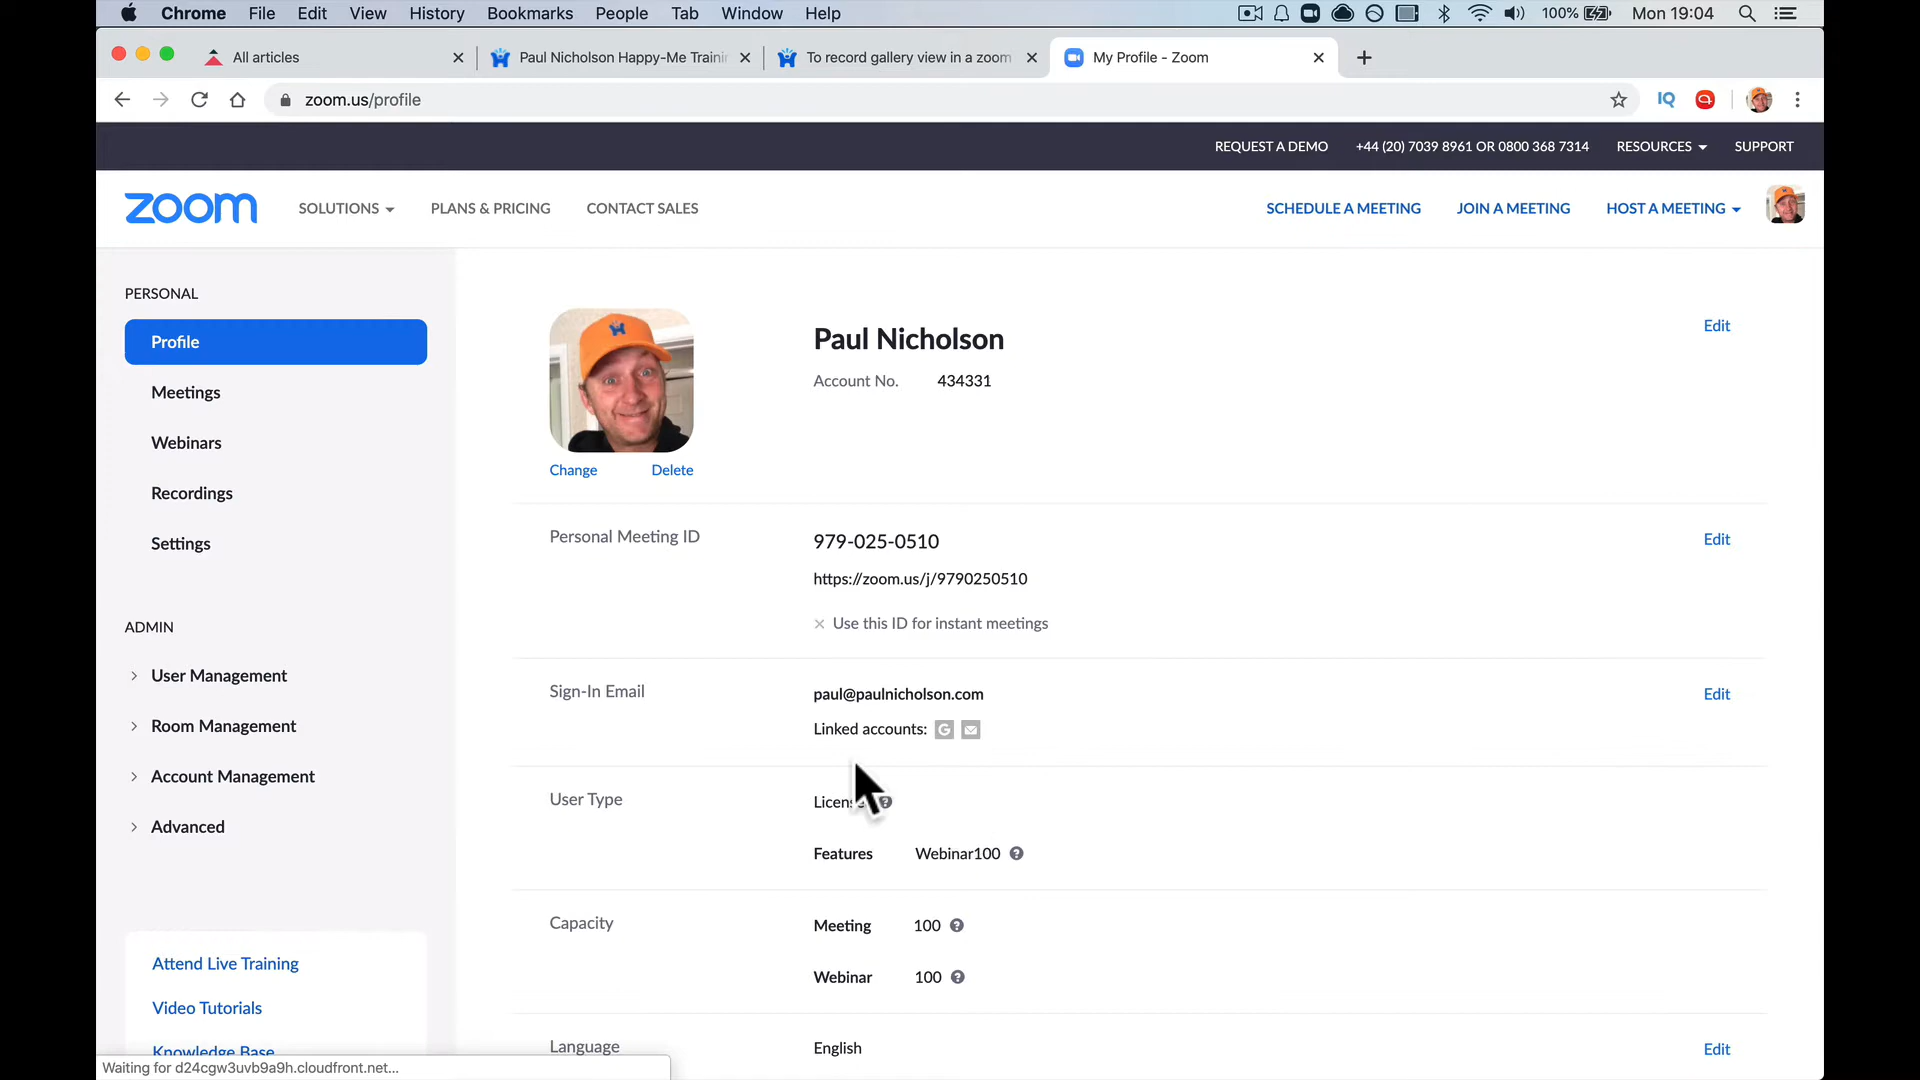 Chrome File Edit View History Bookmarks People Tab Window Help 100% Mon 19:04
All articles Paul Nicholson Happy-Me Traini To record gallery view in a zoom My Profile - Zoom
zoom.us/profile IQ
REQUEST A DEMO +44 (20) 7039 8961 OR 0800 368 7314 RESOURCES SUPPORT
zoom SOLUTIONS PLANS & PRICING CONTACT SALES SCHEDULE A MEETING JOIN A MEETING HOST A MEETING
PERSONAL
Profile
Meetings
Webinars
Recordings
Settings
ADMIN
User Management
Room Management
Account Management
Advanced
Attend Live Training
Video Tutorials
Knowledge Base
Paul Nicholson Edit
Account No. 434331
Change Delete
Personal Meeting ID 979-025-0510 Edit
https://zoom.us/j/9790250510
Use this ID for instant meetings
Sign-In Email paul@paulnicholson.com Edit
Linked accounts:
User Type
Features Webinar100
Capacity Meeting 100
Webinar 100
Language English Edit
Waiting for d24cgw3uvb9a9h.cloudfront.net...